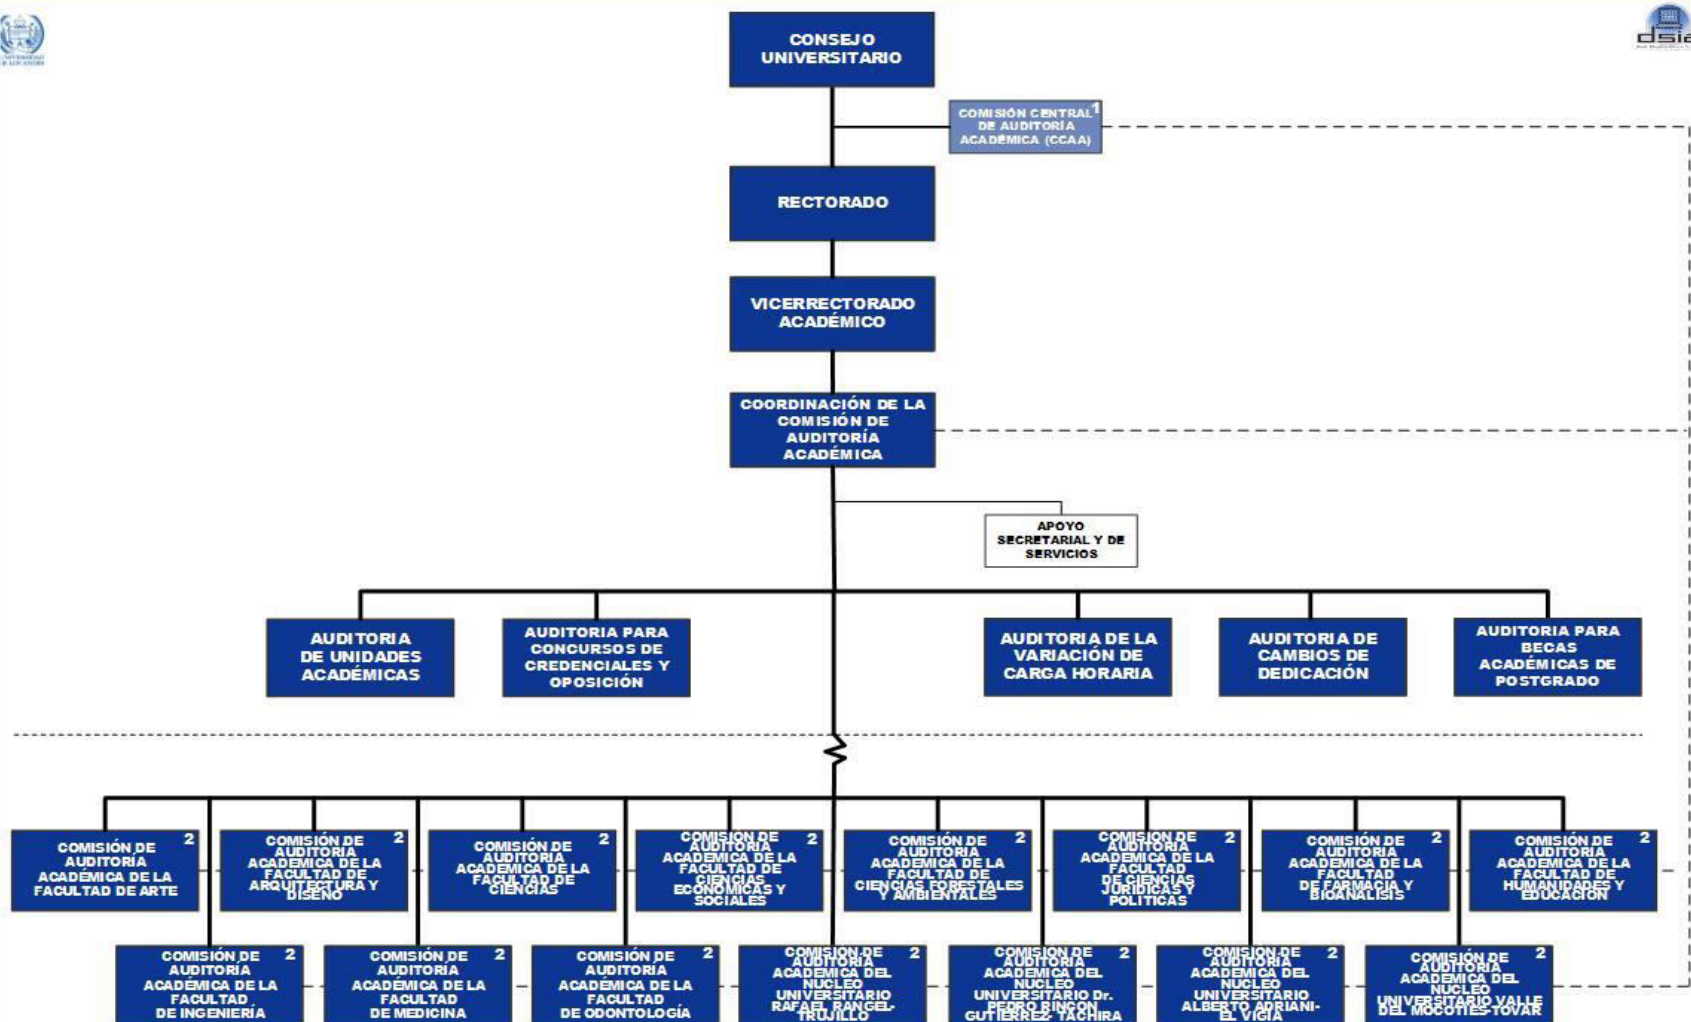 UNIVERSIDAD
DE LOS ANDES
dsia
CONSEJO
UNIVERSITARIO
COMISIÓN CENTRAL 1
DE AUDITORÍA
ACADÉMICA (CCAA)
RECTORADO
VICERRECTORADO
ACADÉMICO
COORDINACIÓN DE LA
COMISIÓN DE
AUDITORÍA
ACADÉMICA
APOYO
SECRETARIAL Y DE
SERVICIOS
AUDITORIA
DE UNIDADES
ACADÉMICAS
AUDITORIA PARA
CONCURSOS DE
CREDENCIALES Y
OPOSICIÓN
AUDITORIA DE LA
VARIACIÓN DE
CARGA HORARIA
AUDITORIA DE
CAMBIOS DE
DEDICACIÓN
AUDITORIA PARA
BECAS
ACADÉMICAS DE
POSTGRADO
COMISIÓN DE 2
AUDITORÍA
ACADÉMICA DE LA
FACULTAD DE ARTE
COMISIÓN DE 2
AUDITORÍA
ACADÉMICA DE LA
FACULTAD DE
ARQUITECTURA Y
DISEÑO
COMISIÓN DE 2
AUDITORÍA
ACADÉMICA DE LA
FACULTAD DE
CIENCIAS
COMISIÓN DE 2
AUDITORÍA
ACADÉMICA DE LA
FACULTAD DE
CIENCIAS
ECONÓMICAS Y
SOCIALES
COMISIÓN DE 2
AUDITORÍA
ACADÉMICA DE LA
FACULTAD DE
CIENCIAS FORESTALES
Y AMBIENTALES
COMISIÓN DE 2
AUDITORÍA
ACADÉMICA DE LA
FACULTAD
DE CIENCIAS
JURÍDICAS Y
POLÍTICAS
COMISIÓN DE 2
AUDITORÍA
ACADÉMICA DE LA
FACULTAD
DE FARMACIA Y
BIOANÁLISIS
COMISIÓN DE 2
AUDITORÍA
ACADÉMICA DE LA
FACULTAD DE
HUMANIDADES Y
EDUCACIÓN
COMISIÓN DE 2
AUDITORÍA
ACADÉMICA DE LA
FACULTAD
DE INGENIERÍA
COMISIÓN DE 2
AUDITORÍA
ACADÉMICA DE LA
FACULTAD
DE MEDICINA
COMISIÓN DE 2
AUDITORÍA
ACADÉMICA DE LA
FACULTAD
DE ODONTOLOGÍA
COMISIÓN DE 2
AUDITORÍA
ACADÉMICA DEL
NÚCLEO
UNIVERSITARIO
RAFAEL RANGEL-
TRUJILLO
COMISIÓN DE 2
AUDITORÍA
ACADÉMICA DEL
NÚCLEO
UNIVERSITARIO Dr.
PEDRO RINCÓN
GUTIÉRREZ- TÁCHIRA
COMISIÓN DE 2
AUDITORÍA
ACADÉMICA DEL
NÚCLEO
UNIVERSITARIO
ALBERTO ADRIANI-
EL VIGÍA
COMISIÓN DE 2
AUDITORÍA
ACADÉMICA DEL
NÚCLEO
UNIVERSITARIO VALLE
DEL MOCOTÍES-TOVAR